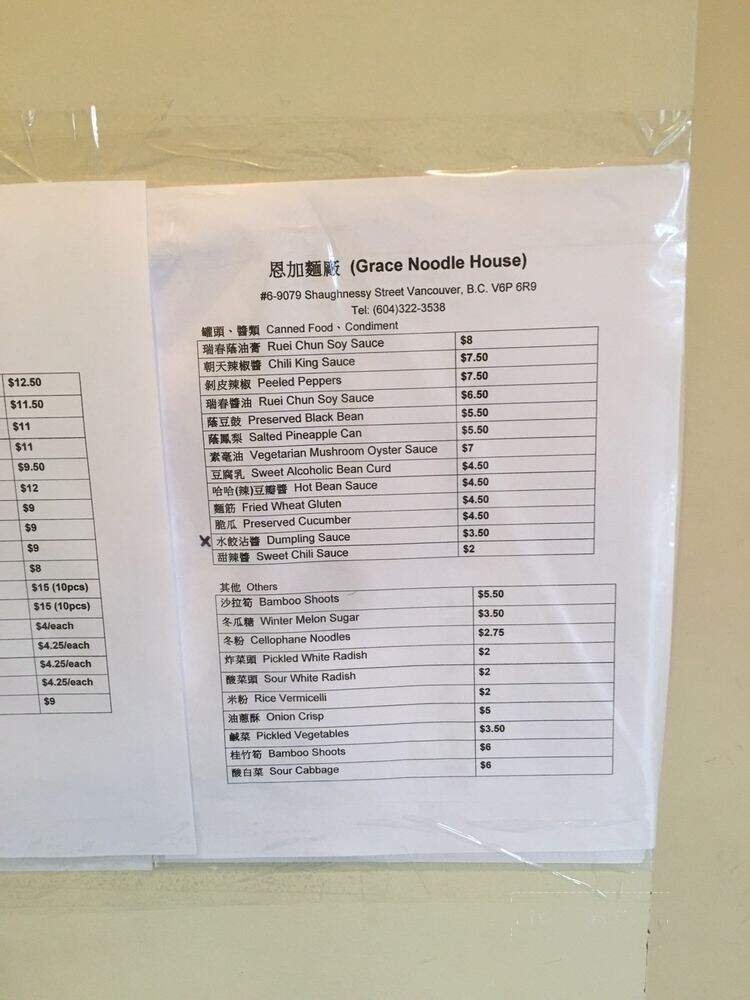 $12.50
$11.50
$11
$11
$9.50
$12
$9
$9
$9
$8
$15 (10pcs)
$15 (10pcs)
$4/each
$4.25/each
$4.25/each
$4.25/each
$9
恩加麵廠 (Grace Noodle House)
#6-9079 Shaughnessy Street Vancouver, B.C. V6P 6R9
Tel: (604)322-3538
罐頭、醬類 Canned Food、Condiment
瑞春蔭油膏 Ruei Chun Soy Sauce $8
朝天辣椒醬 Chili King Sauce $7.50
剝皮辣椒 Peeled Peppers $7.50
瑞春醬油 Ruei Chun Soy Sauce $6.50
蔭豆豉 Preserved Black Bean $5.50
蔭鳳梨 Salted Pineapple Can $5.50
素毫油 Vegetarian Mushroom Oyster Sauce $7
豆腐乳 Sweet Alcoholic Bean Curd $4.50
哈哈(辣)豆瓣醬 Hot Bean Sauce $4.50
麵筋 Fried Wheat Gluten $4.50
脆瓜 Preserved Cucumber $4.50
x 水餃沾醬 Dumpling Sauce $3.50
甜辣醬 Sweet Chili Sauce $2
其他 Others
沙拉筍 Bamboo Shoots $5.50
冬瓜糖 Winter Melon Sugar $3.50
冬粉 Cellophane Noodles $2.75
炸菜頭 Pickled White Radish $2
酸菜頭 Sour White Radish $2
米粉 Rice Vermicelli $2
油蔥酥 Onion Crisp $5
鹹菜 Pickled Vegetables $3.50
桂竹筍 Bamboo Shoots $6
酸白菜 Sour Cabbage $6